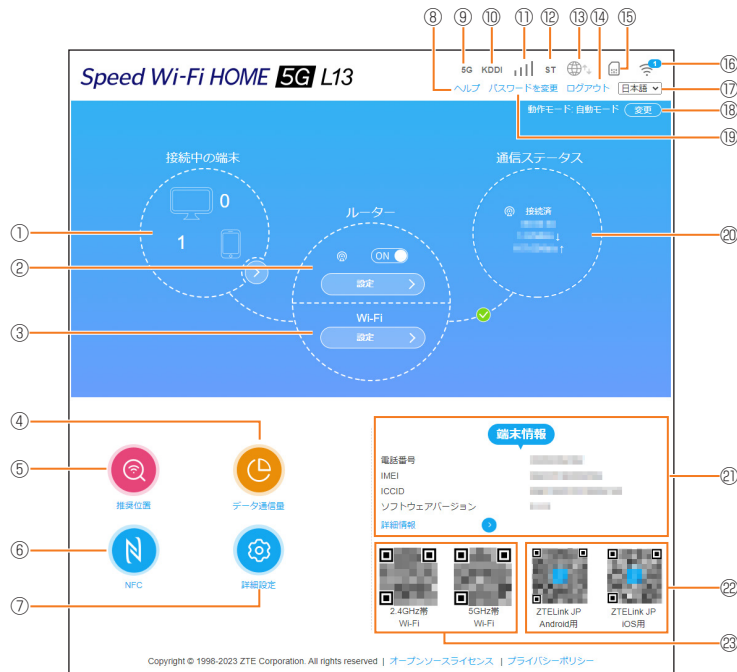 ⑧ ⑨ ⑩ ⑪ ⑫ ⑬ ⑭ ⑮
Speed Wi-Fi HOME 5G L13
5G KDDI ST 1 ⑯
ヘルプ パスワードを変更 ログアウト 日本語 ⑰
動作モード: 自動モード 変更 ⑱
⑲
接続中の端末
通信ステータス
0
接続済
ルーター
① 1 ↓ ⑳
↑
② ON
設定
Wi-Fi
③ 設定
④
端末情報
⑤
電話番号
IMEI ㉑
ICCID
推奨位置 データ通信量
ソフトウェアバージョン
詳細情報
⑥
NFC 詳細設定
⑦
㉒
2.4GHz帯
Wi-Fi
5GHz帯
Wi-Fi
ZTELink JP
Android用
ZTELink JP
iOS用
㉓
Copyright © 1998-2023 ZTE Corporation. All rights reserved | オープンソースライセンス | プライバシーポリシー